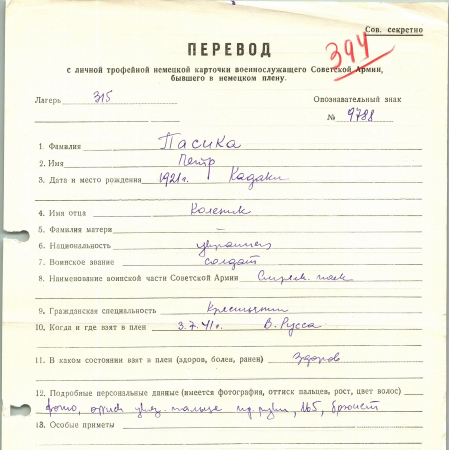 Сов. секретно
394
ПЕРЕВОД
с личной трофейной немецкой карточки военнослужащего Советской Армии,
бывшего в немецком плену.
Лагерь 315 Опознавательный знак
№ 9788
1. Фамилия Пасика
2. Имя Петр
3. Дата и место рождения 1921г. Кадаки
4. Имя отца
5. Фамилия матери –
6. Национальность украинец
7. Воинское звание солдат
8. Наименование воинской части Советской Армии Стрелк. полк
9. Гражданская специальность Крестьянин
10. Когда и где взят в плен 3.7.41г. В. Русса
11. В каком состоянии взят в плен (здоров, болен, ранен) Здоров
12. Подробные персональные данные (имеется фотография, оттиск пальцев, рост, цвет волос)
фото, оттиск указ. пальца пр. руки, 165, брюнет
13. Особые приметы